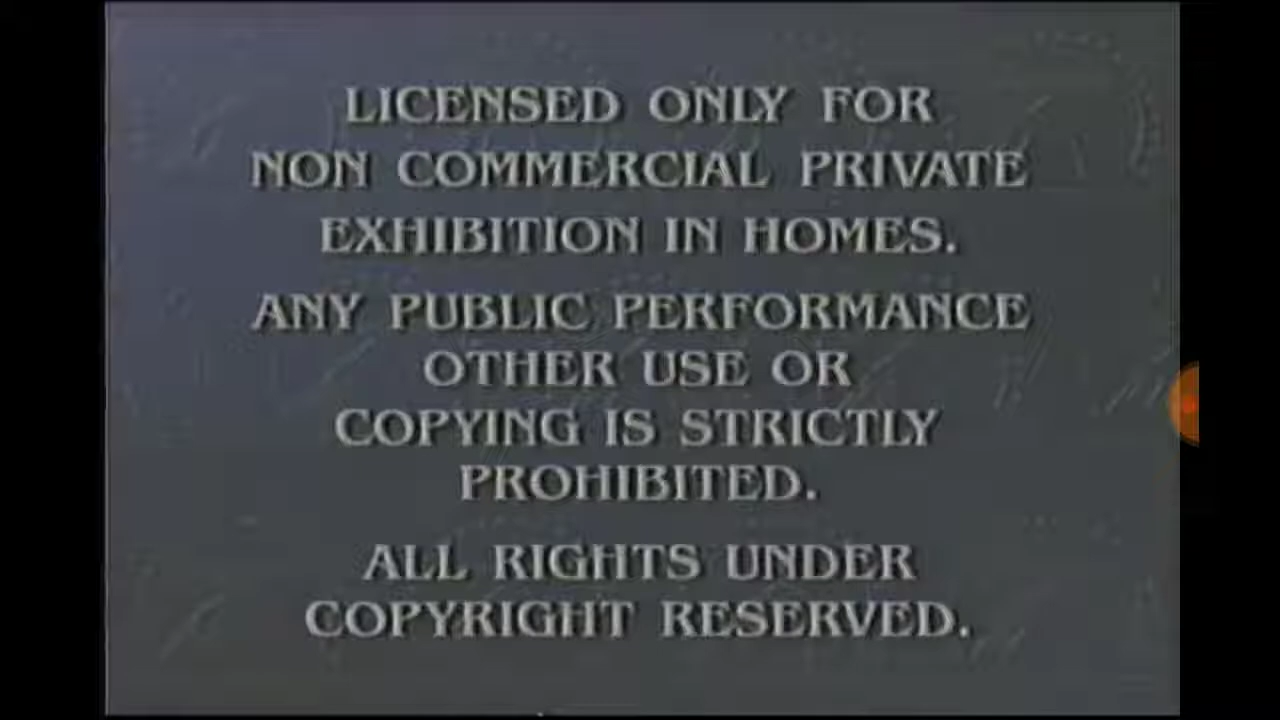 LICENSED ONLY FOR
NON COMMERCIAL PRIVATE
EXHIBITION IN HOMES.
ANY PUBLIC PERFORMANCE
OTHER USE OR
COPYING IS STRICTLY
PROHIBITED.
ALL RIGHTS UNDER
COPYRIGHT RESERVED.